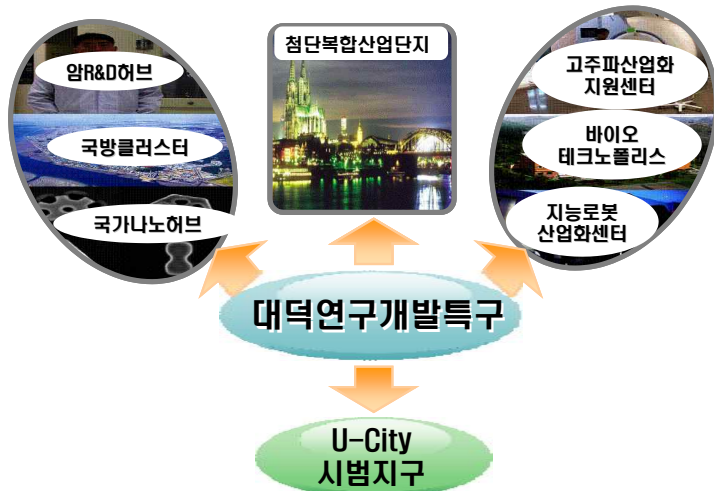 암R&D허브
국방클러스터
국가나노허브
첨단복합산업단지
고주파산업화
지원센터
바이오
테크노폴리스
지능로봇
산업화센터
대덕연구개발특구
U-City
시범지구